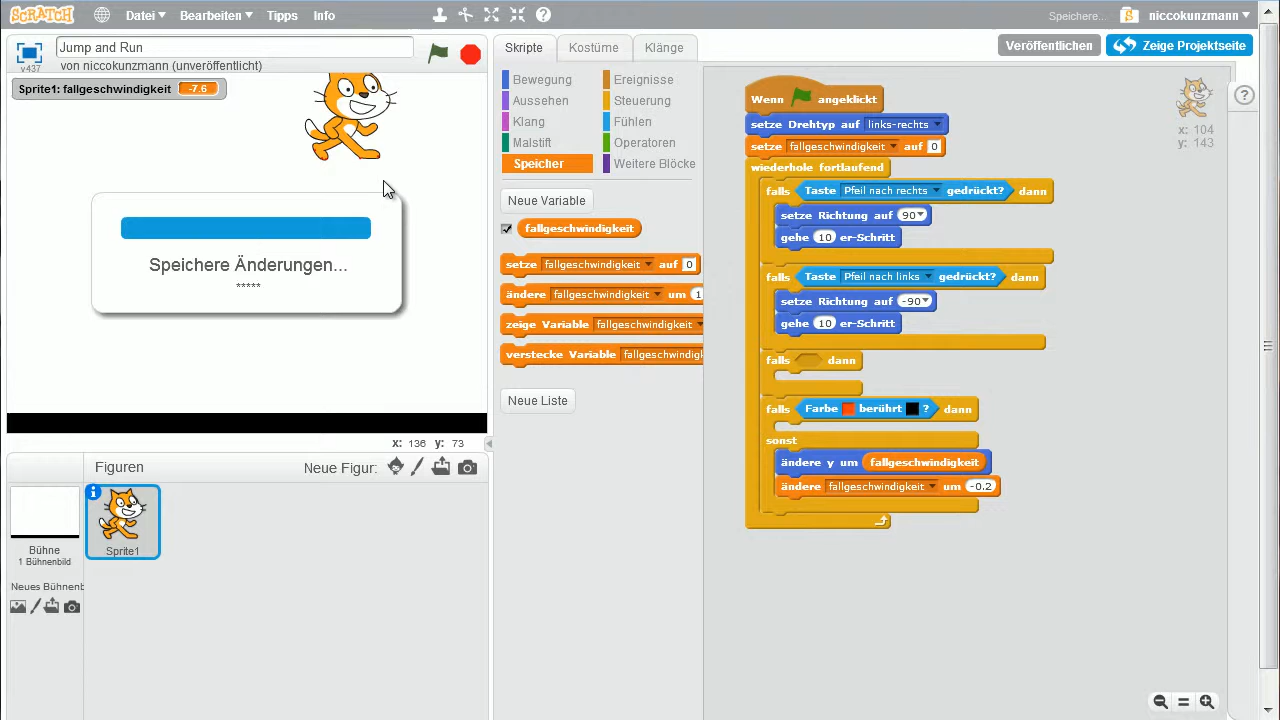 SCRATCH
Datei
Bearbeiten
Tipps
Info
Speichere...
niccokunzmann
v437
Jump and Run
von niccokunzmann (unveröffentlicht)
Skripte
Kostüme
Klänge
Veröffentlichen
Zeige Projektseite
Sprite1: fallgeschwindigkeit -7.6
Speichere Änderungen...
*****
x: 136 y: 73
Figuren
Neue Figur:
Bühne
1 Bühnenbild
Neues Bühnenb
Sprite1
Bewegung
Ereignisse
Aussehen
Steuerung
Klang
Fühlen
Malstift
Operatoren
Speicher
Weitere Blöcke
Neue Variable
fallgeschwindigkeit
setze fallgeschwindigkeit auf 0
ändere fallgeschwindigkeit um 1
zeige Variable fallgeschwindigkeit
verstecke Variable fallgeschwindigk
Neue Liste
Wenn angeklickt
setze Drehtyp auf links-rechts
setze fallgeschwindigkeit auf 0
wiederhole fortlaufend
falls Taste Pfeil nach rechts gedrückt? dann
setze Richtung auf 90
gehe 10 er-Schritt
falls Taste Pfeil nach links gedrückt? dann
setze Richtung auf -90
gehe 10 er-Schritt
falls dann
falls Farbe berührt ? dann
sonst
ändere y um fallgeschwindigkeit
ändere fallgeschwindigkeit um -0.2
x: 104
y: 143
?